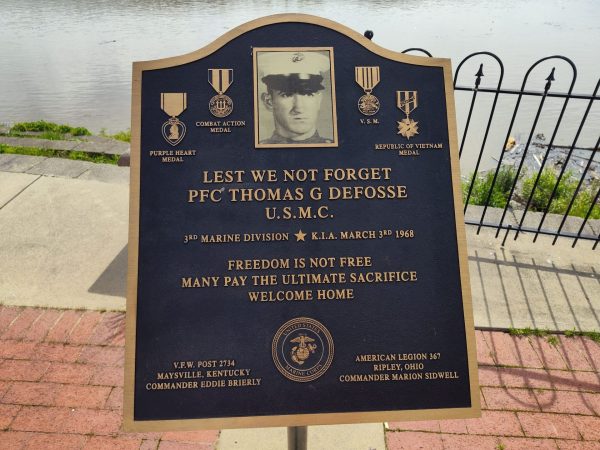 PURPLE HEART
MEDAL
COMBAT ACTION
MEDAL
V.S.M.
REPUBLIC OF VIETNAM
MEDAL
LEST WE NOT FORGET
PFC THOMAS G DEFOSSE
U.S.M.C.
3RD MARINE DIVISION ★ K.I.A. MARCH 3RD 1968
FREEDOM IS NOT FREE
MANY PAY THE ULTIMATE SACRIFICE
WELCOME HOME
V.F.W. POST 2734
MAYSVILLE, KENTUCKY
COMMANDER EDDIE BRIERLY
UNITED STATES
MARINE CORPS
AMERICAN LEGION 367
RIPLEY, OHIO
COMMANDER MARION SIDWELL